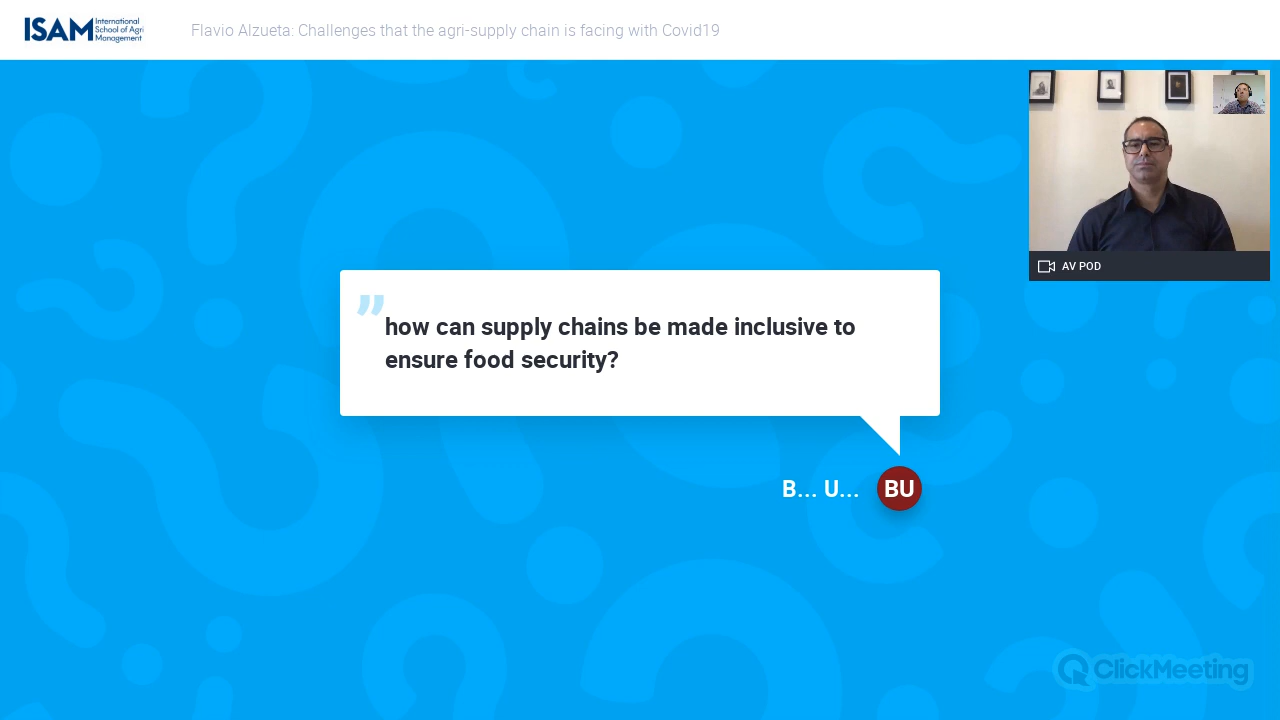 ISAM International
School of Agri
Management
Flavio Alzueta: Challenges that the agri-supply chain is facing with Covid19
AV POD
” how can supply chains be made inclusive to
ensure food security?
B... U... BU
ClickMeeting